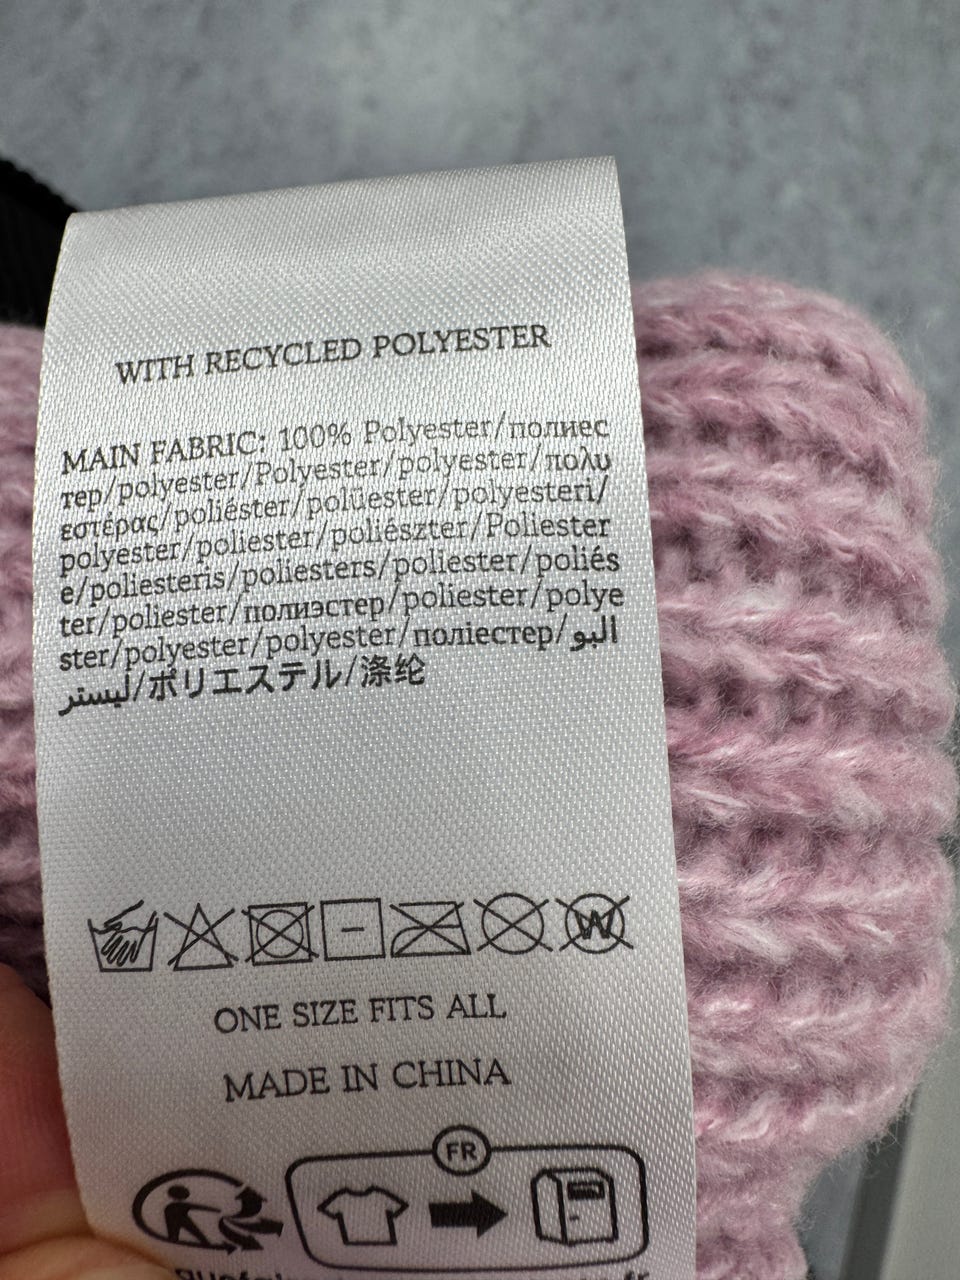 WITH RECYCLED POLYESTER
MAIN FABRIC: 100% Polyester/полиес
тер/polyester/Polyester/polyester/πολυ
εστέρας/poliéster/polüester/polyesteri/
polyester/poliester/poliészter/Poliester
e/poliesteris/poliesters/poliester/poliés
ter/poliester/полиэстер/poliester/polye
ster/polyester/polyester/поліестер/البو
ليستر/ポリエステル/涤纶
W
ONE SIZE FITS ALL
MADE IN CHINA
FR